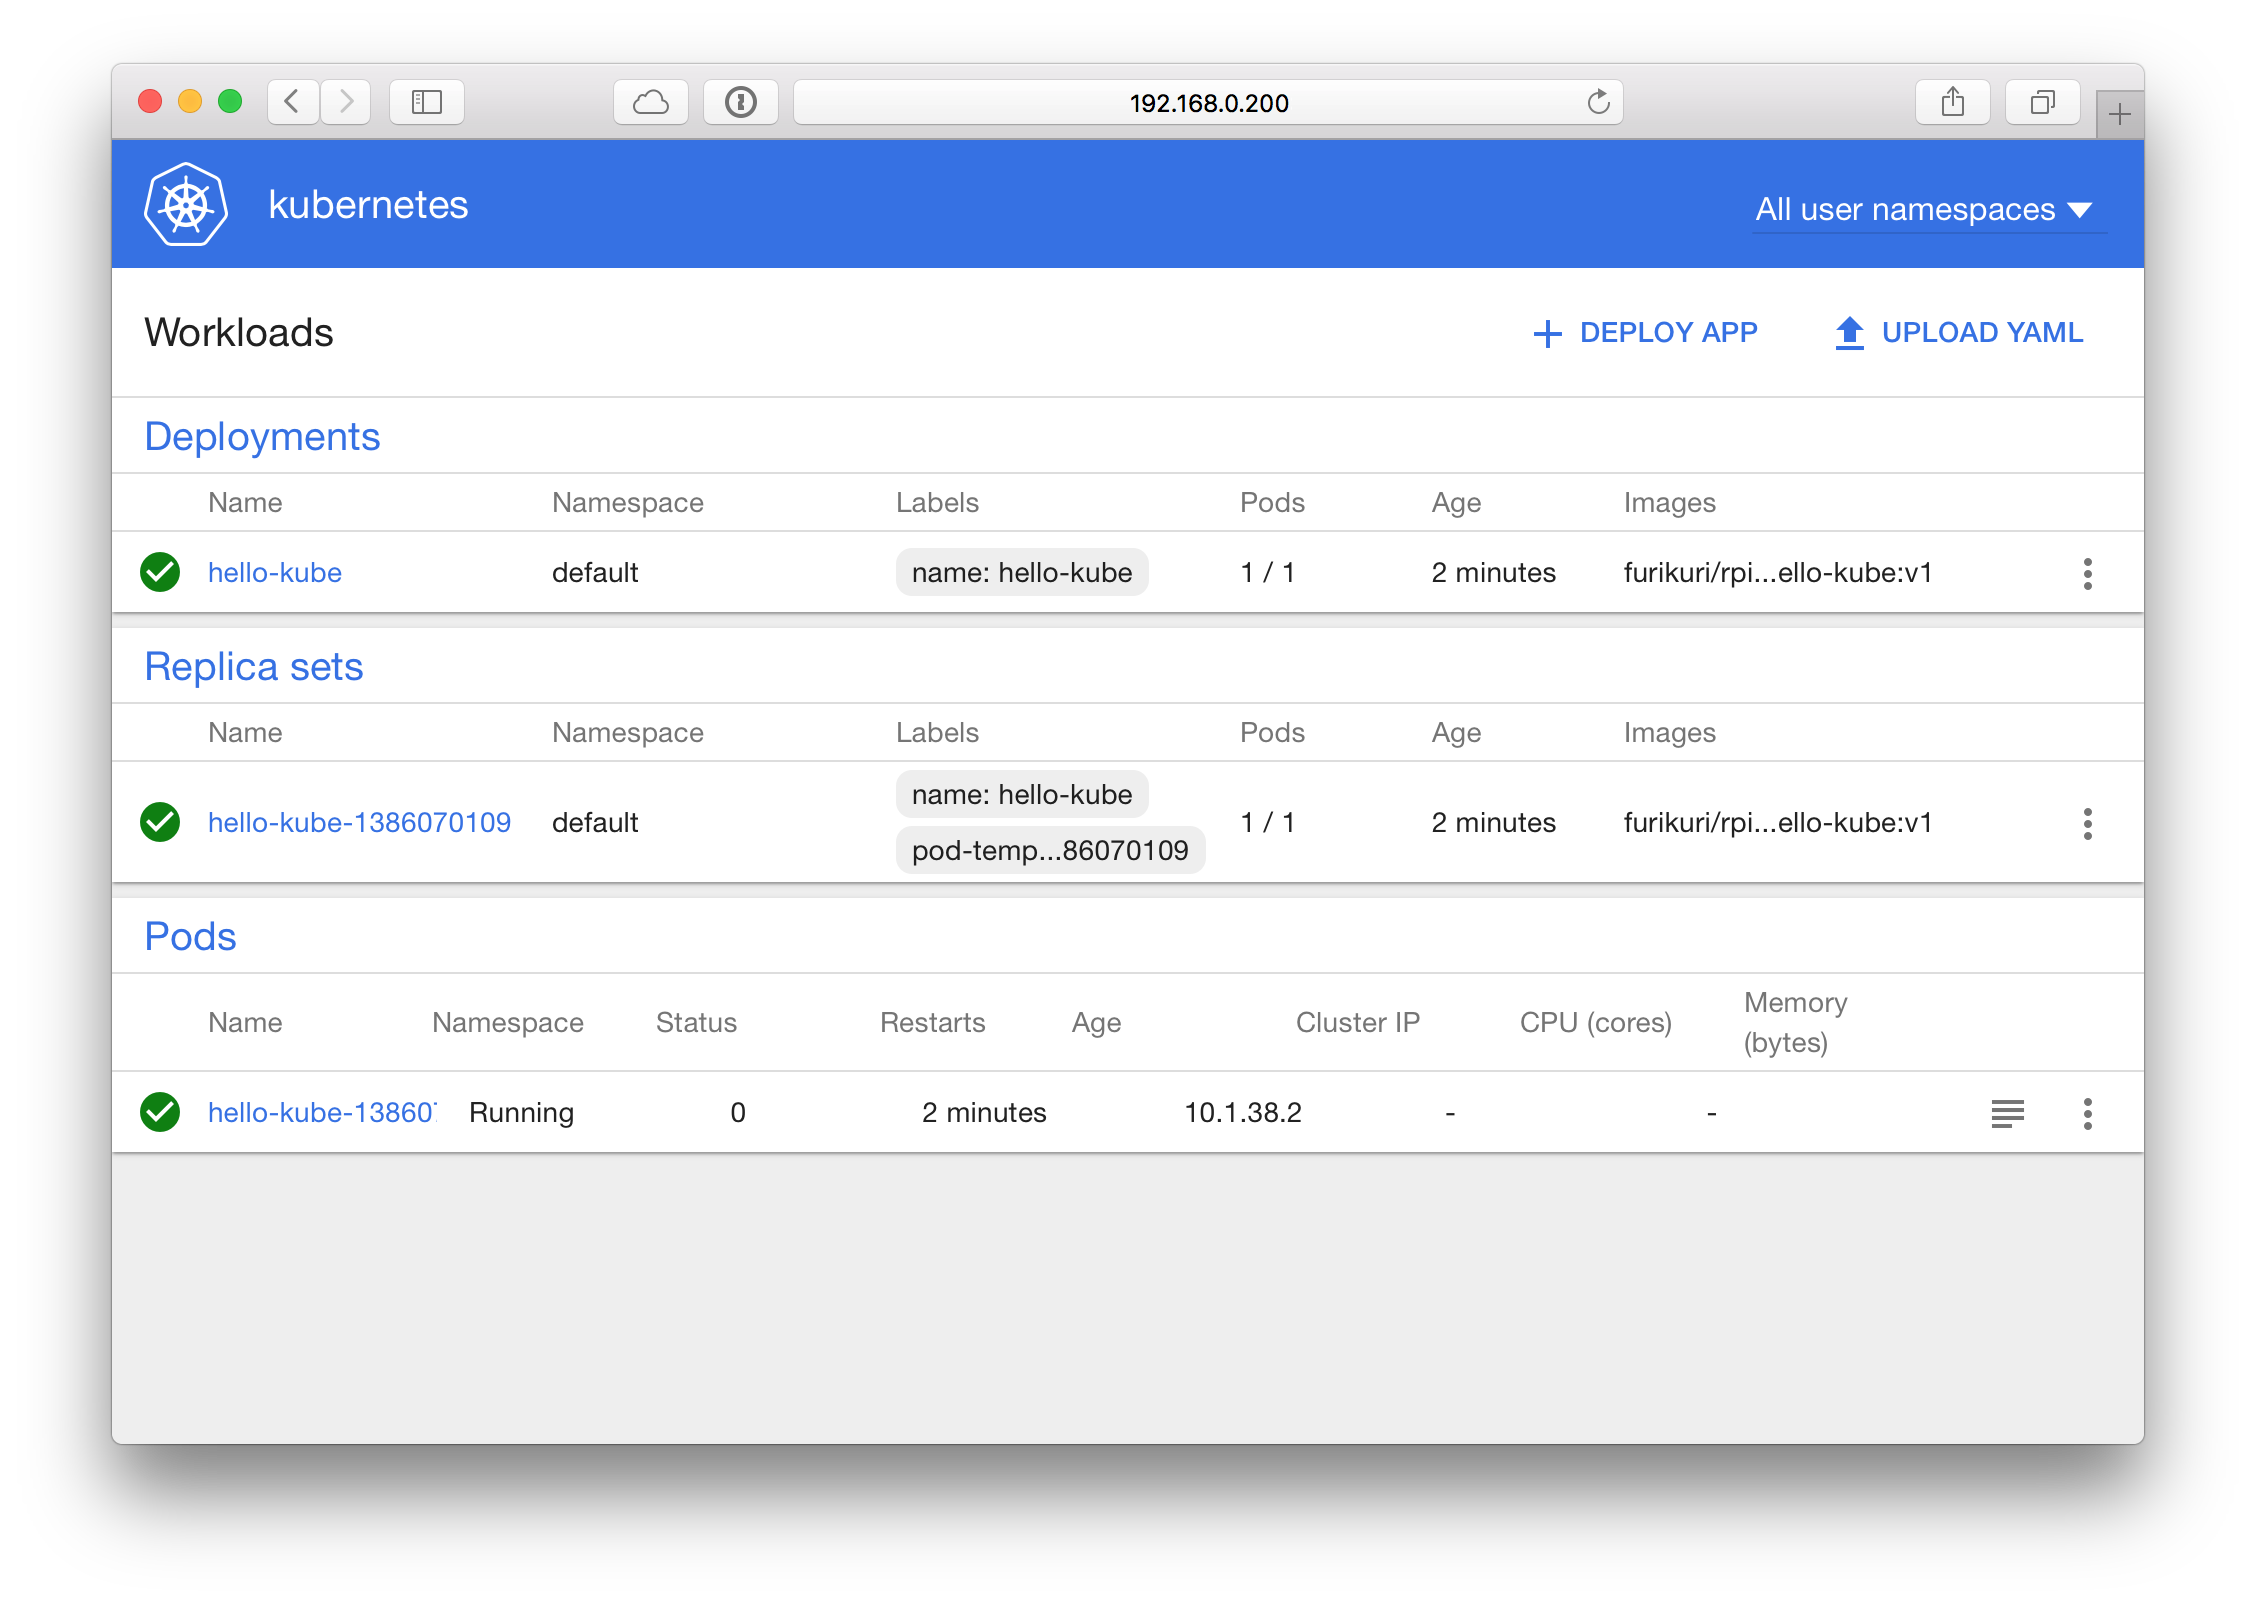 192.168.0.200
kubernetes
All user namespaces
Workloads
DEPLOY APP
UPLOAD YAML
Deployments
Name Namespace Labels Pods Age Images
hello-kube default name: hello-kube 1 / 1 2 minutes furikuri/rpi...ello-kube:v1
Replica sets
Name Namespace Labels Pods Age Images
hello-kube-1386070109 default name: hello-kube 1 / 1 2 minutes furikuri/rpi...ello-kube:v1
pod-temp...86070109
Pods
Name Namespace Status Restarts Age Cluster IP CPU (cores) Memory (bytes)
hello-kube-13860 Running 0 2 minutes 10.1.38.2 - -